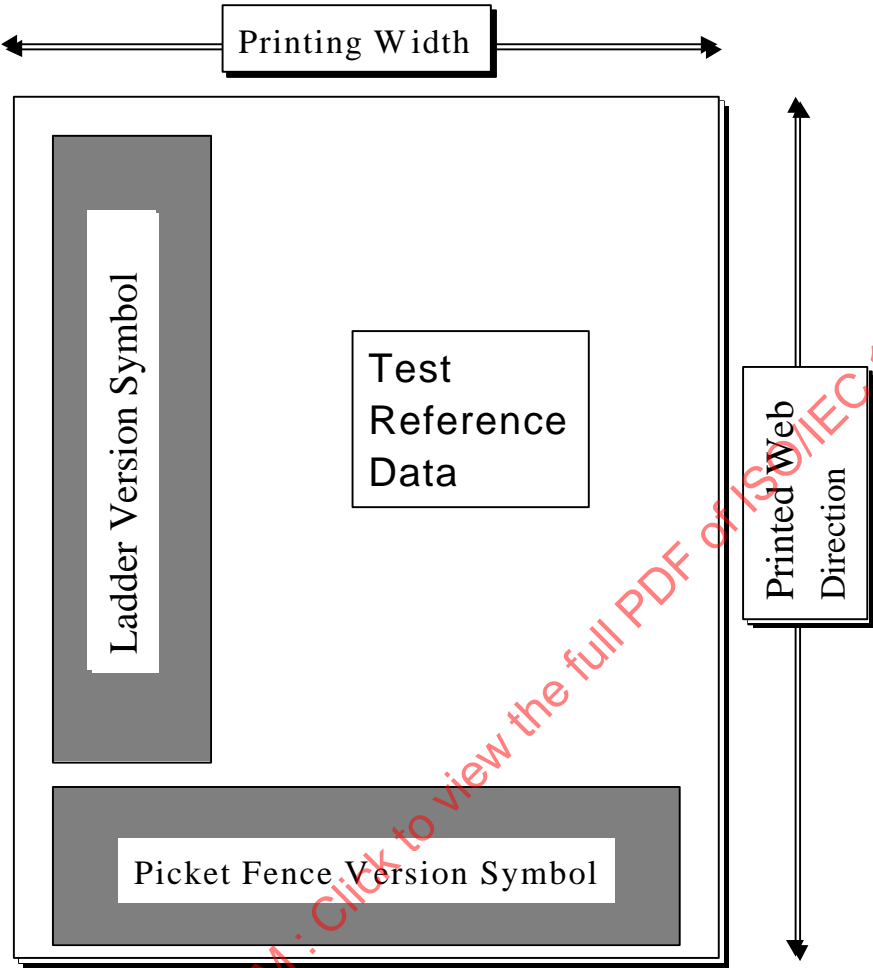 Printing Width
Ladder Version Symbol
Test
Reference
Data
Printed Web
Direction
Picket Fence Version Symbol
M : Click to view the full PDF of ISO/IEC